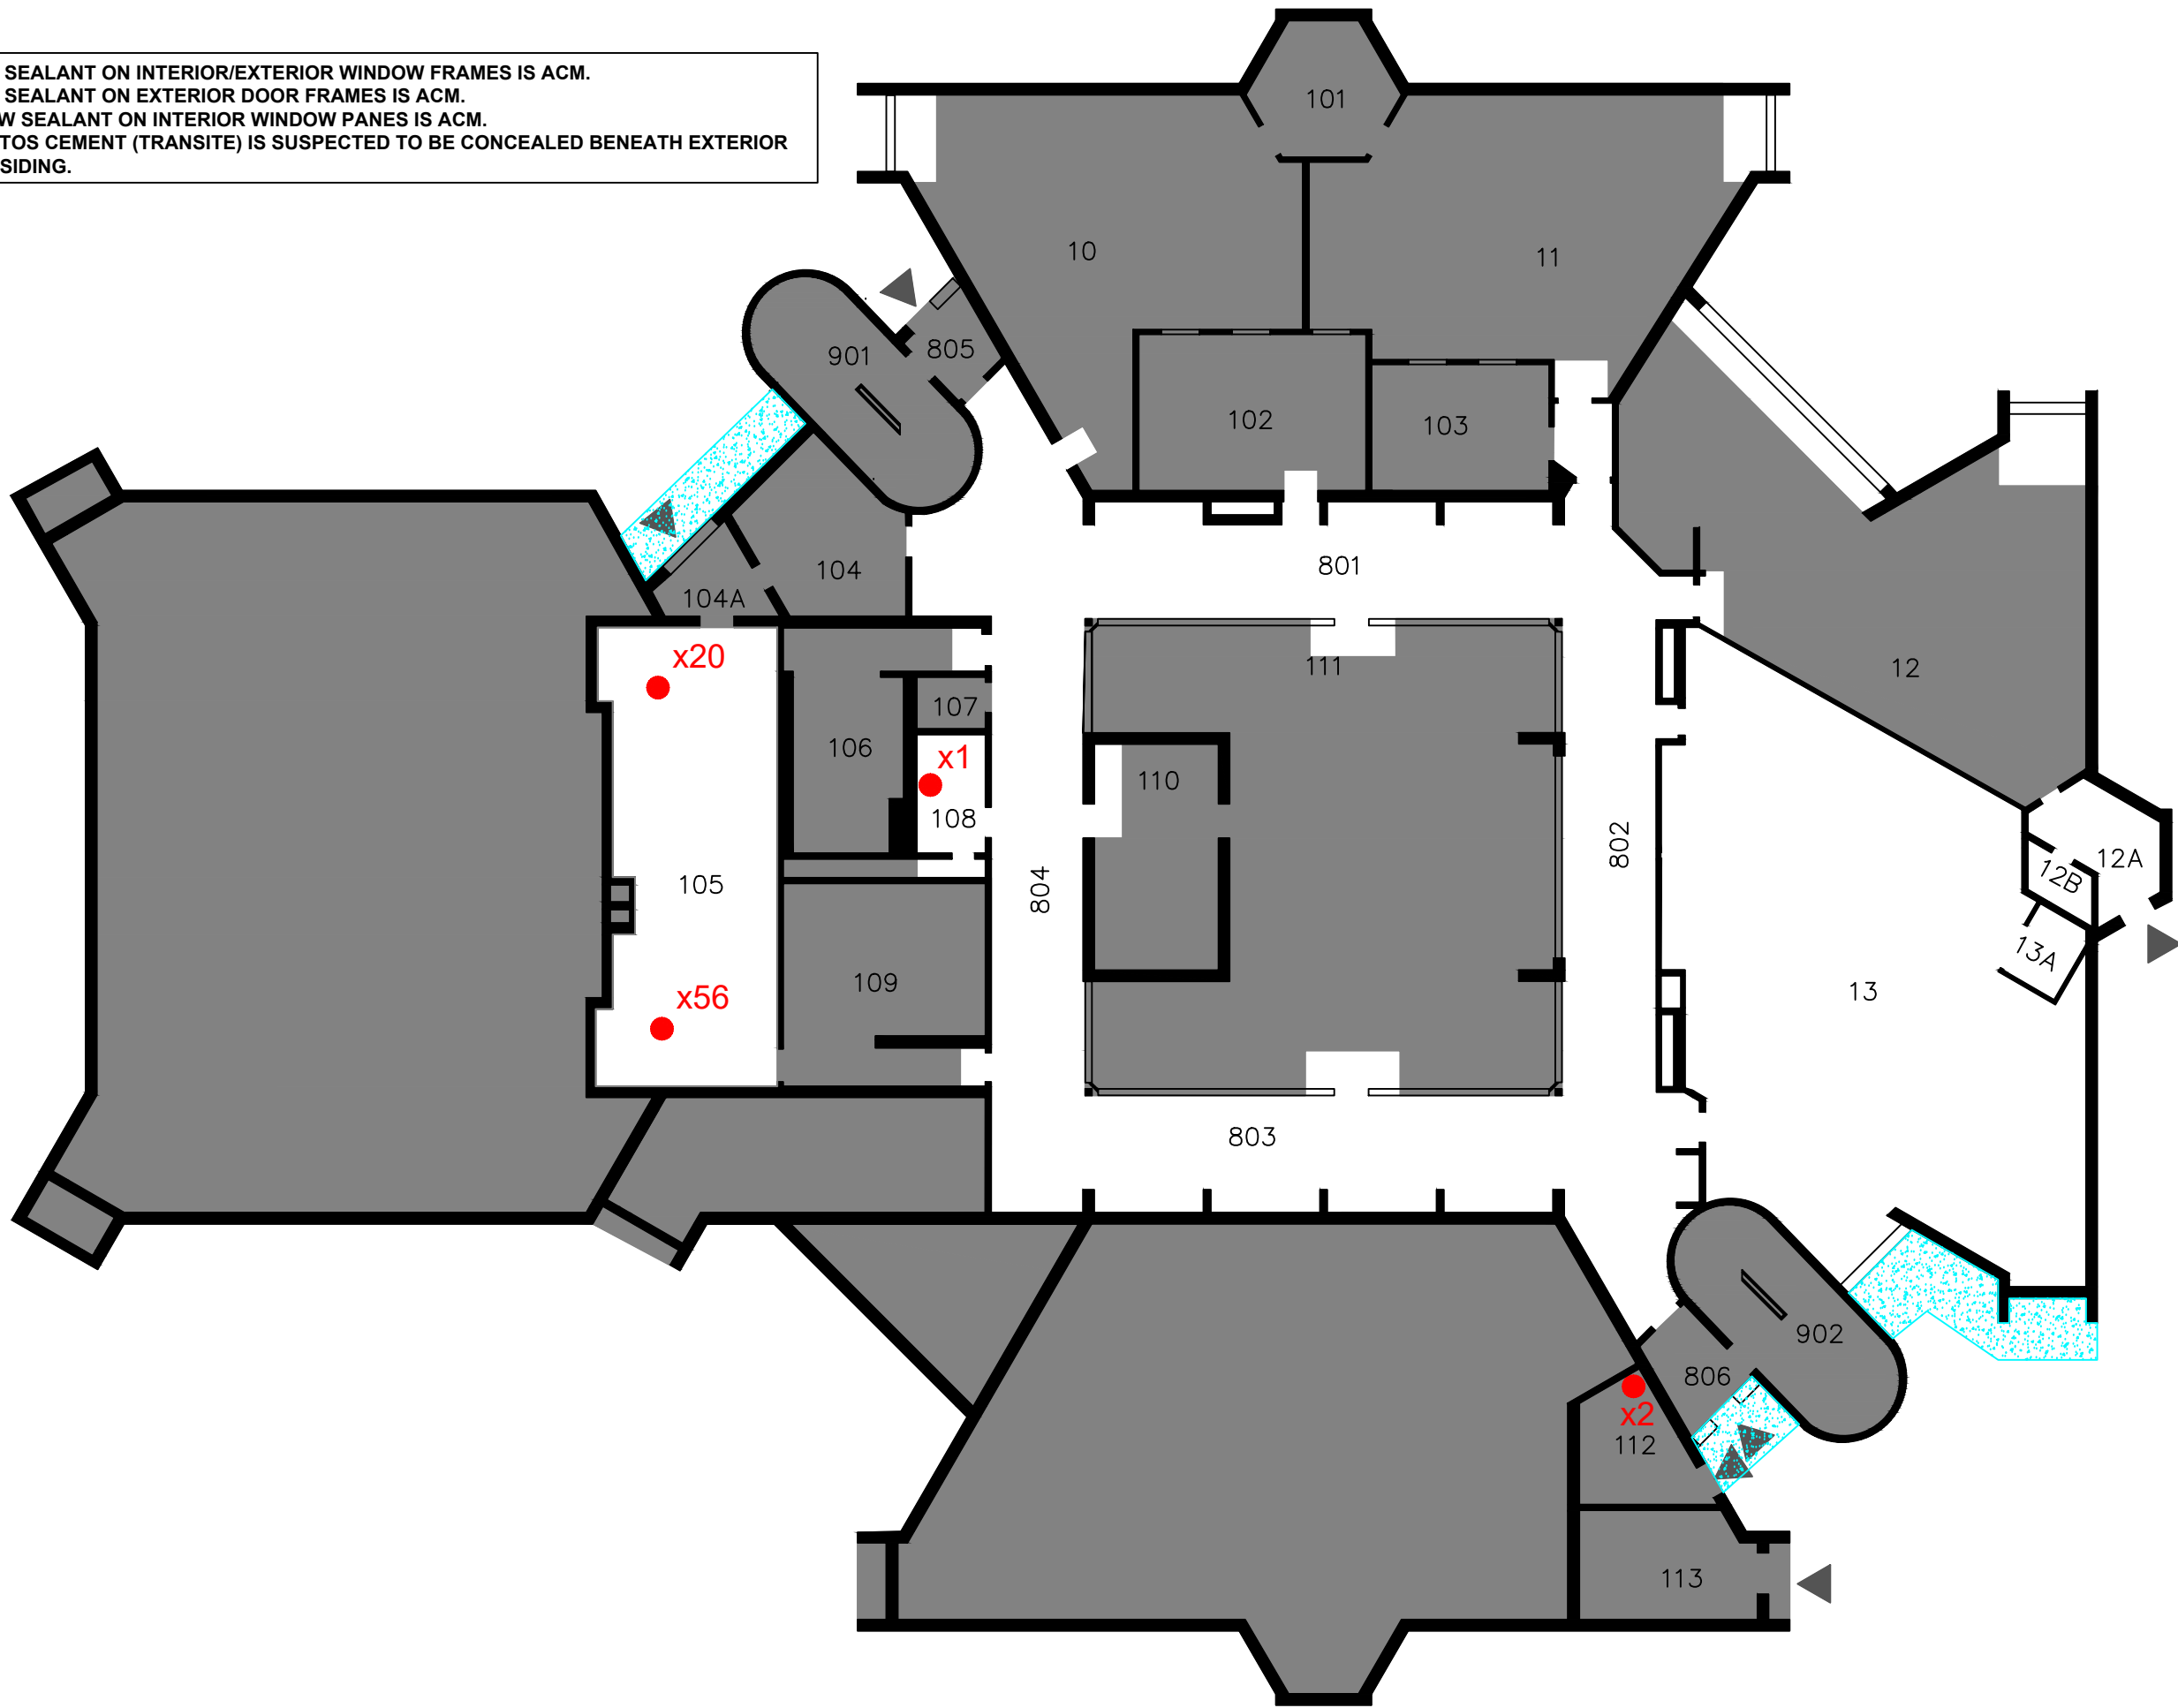 SEALANT ON INTERIOR/EXTERIOR WINDOW FRAMES IS ACM.
SEALANT ON EXTERIOR DOOR FRAMES IS ACM.
W SEALANT ON INTERIOR WINDOW PANES IS ACM.
TOS CEMENT (TRANSITE) IS SUSPECTED TO BE CONCEALED BENEATH EXTERIOR
SIDING.
101
10
11
901
805
102
103
801
104
104A
x20
111
12
107
106
x1
110
108
802
12A
12B
105
804
13A
109
13
x56
803
902
806
x2
112
113